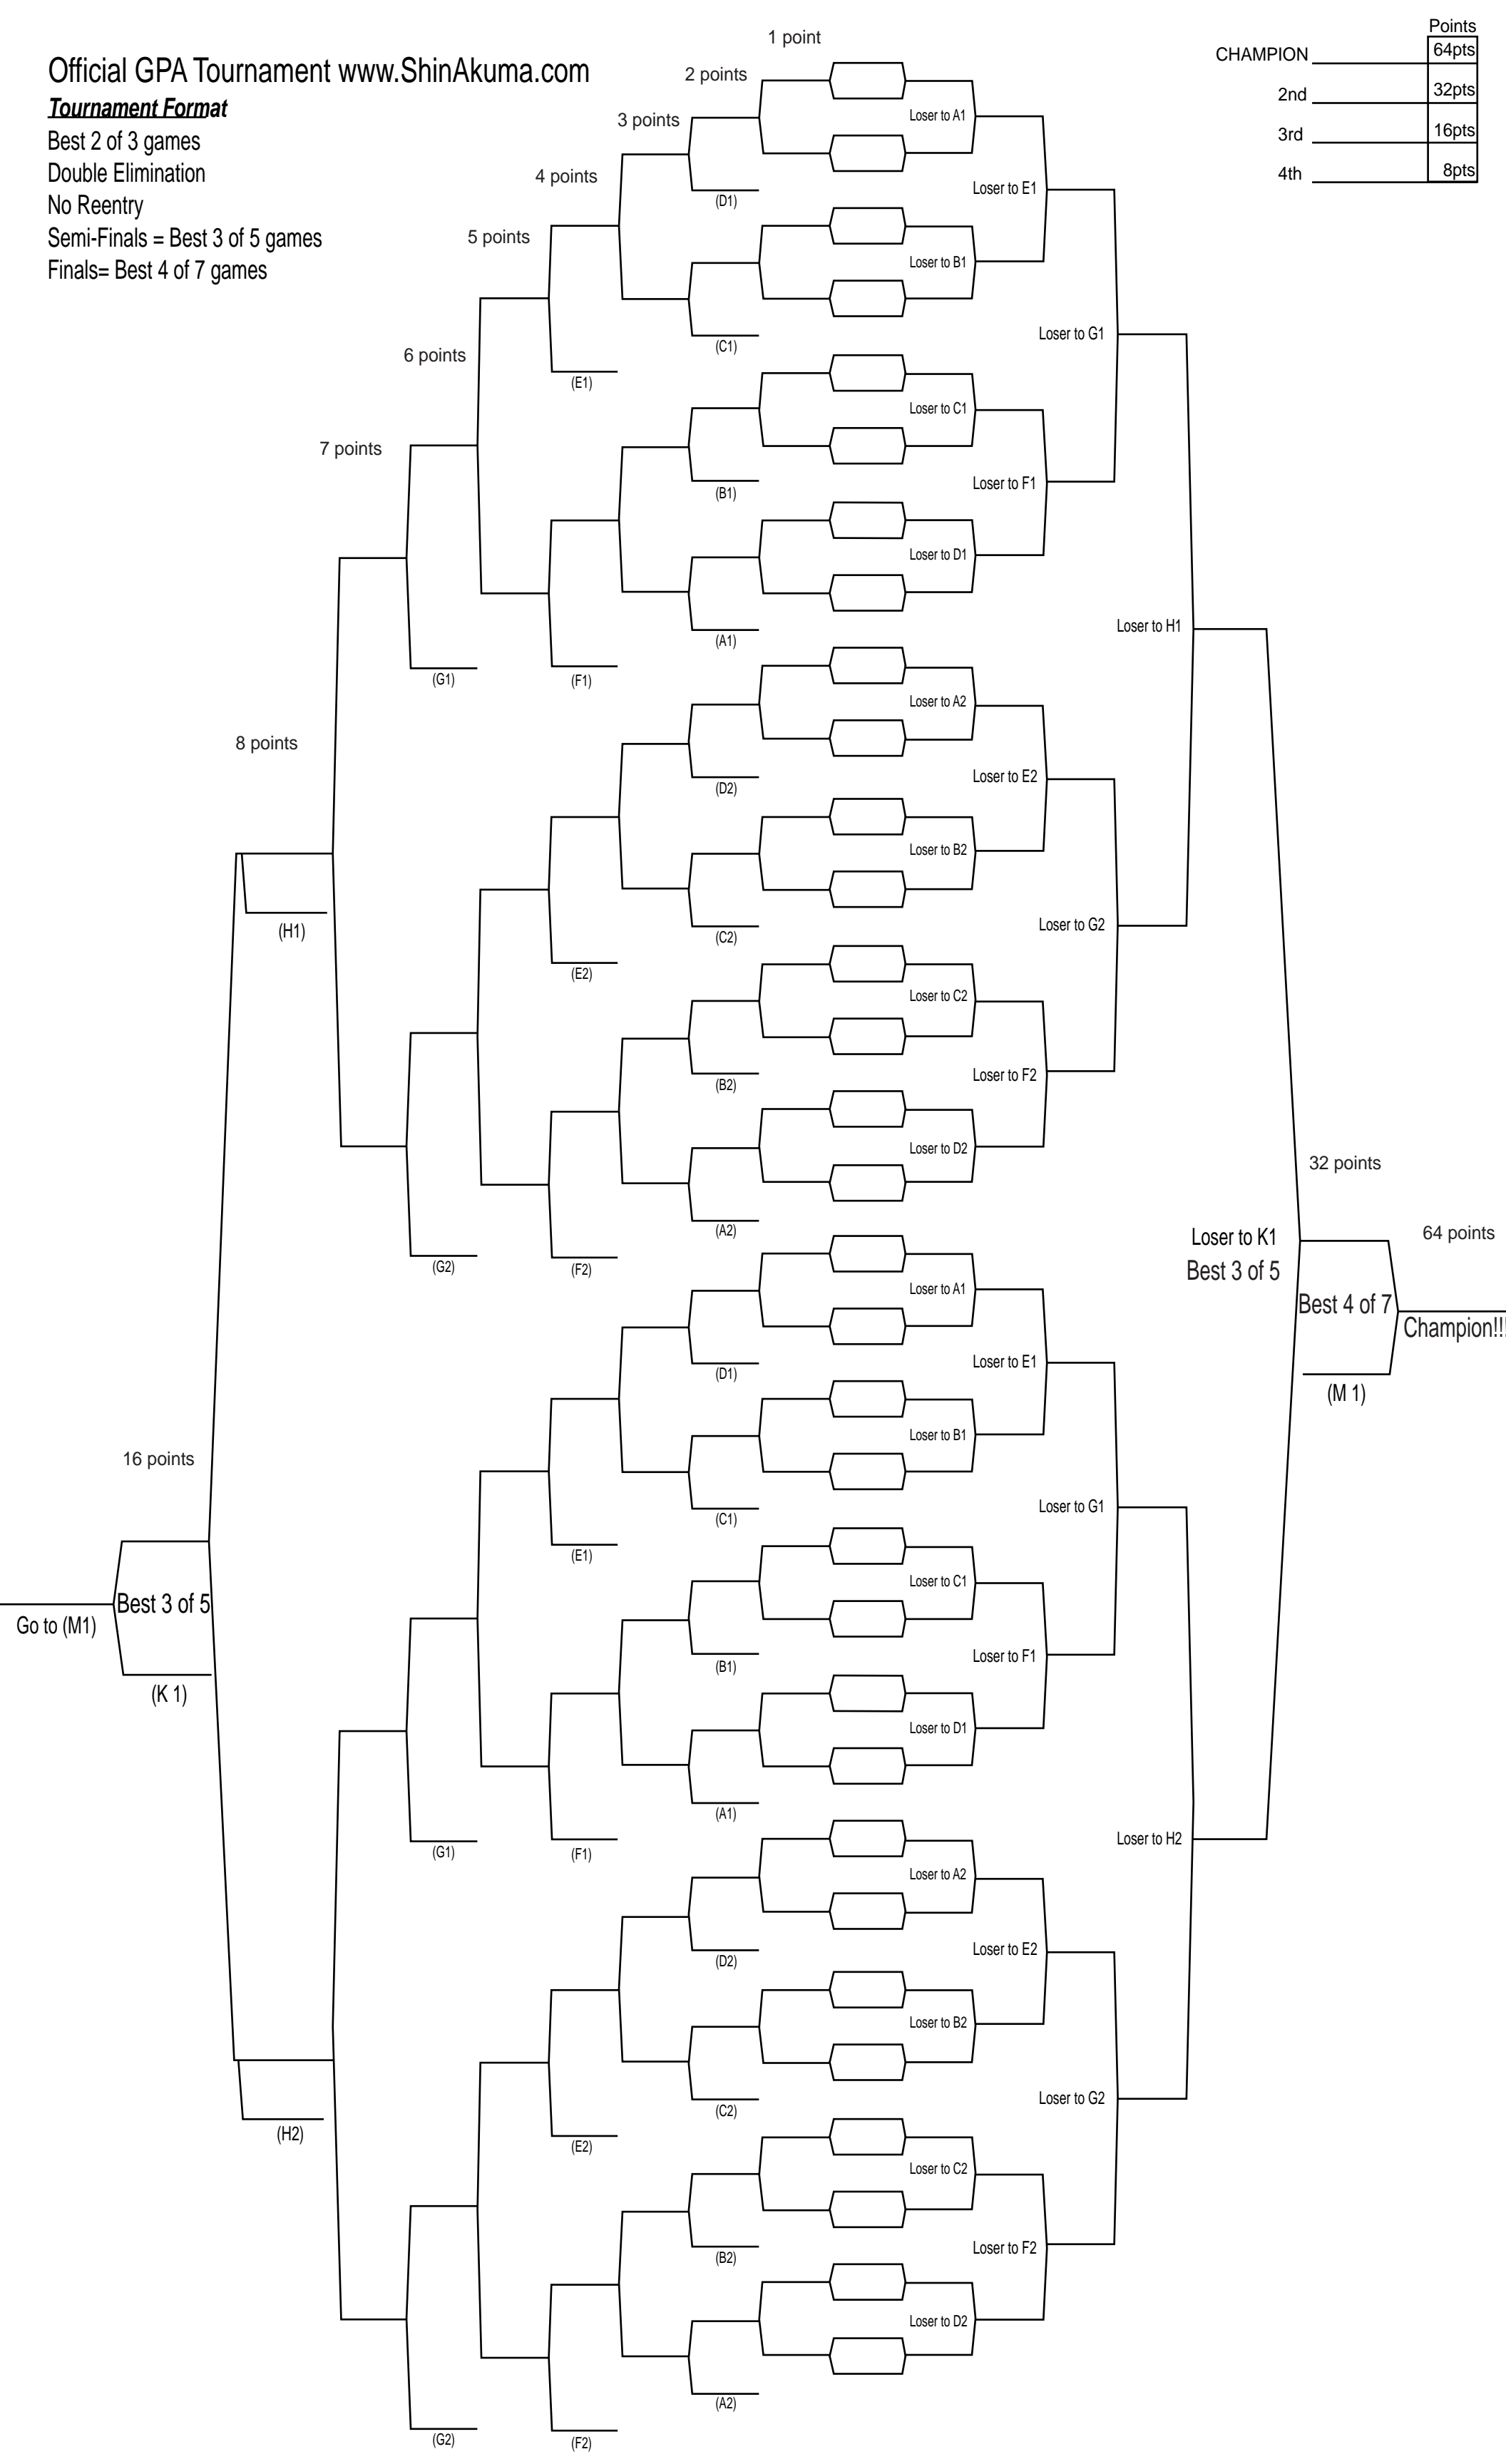 Official GPA Tournament www.ShinAkuma.com
Tournament Format
Best 2 of 3 games
Double Elimination
No Reentry
Semi-Finals = Best 3 of 5 games
Finals= Best 4 of 7 games
Points
CHAMPION 64pts
2nd 32pts
3rd 16pts
4th 8pts
1 point
2 points
3 points
4 points
5 points
6 points
7 points
8 points
16 points
32 points
64 points
Loser to A1
Loser to E1
(D1)
Loser to B1
Loser to G1
(C1)
(E1)
Loser to C1
Loser to F1
(B1)
Loser to D1
Loser to H1
(A1)
(G1)
(F1)
Loser to A2
Loser to E2
(D2)
Loser to B2
Loser to G2
(H1)
(C2)
(E2)
Loser to C2
Loser to F2
(B2)
Loser to D2
(A2)
(G2)
(F2)
Loser to K1
Best 3 of 5
Best 4 of 7
Champion!!!
(M 1)
Loser to A1
Loser to E1
(D1)
Loser to B1
Loser to G1
(C1)
(E1)
Loser to C1
Best 3 of 5
Go to (M1)
(K 1)
Loser to F1
(B1)
Loser to D1
(A1)
Loser to H2
(G1)
(F1)
Loser to A2
Loser to E2
(D2)
Loser to B2
Loser to G2
(C2)
(H2)
(E2)
Loser to C2
Loser to F2
(B2)
Loser to D2
(A2)
(G2)
(F2)